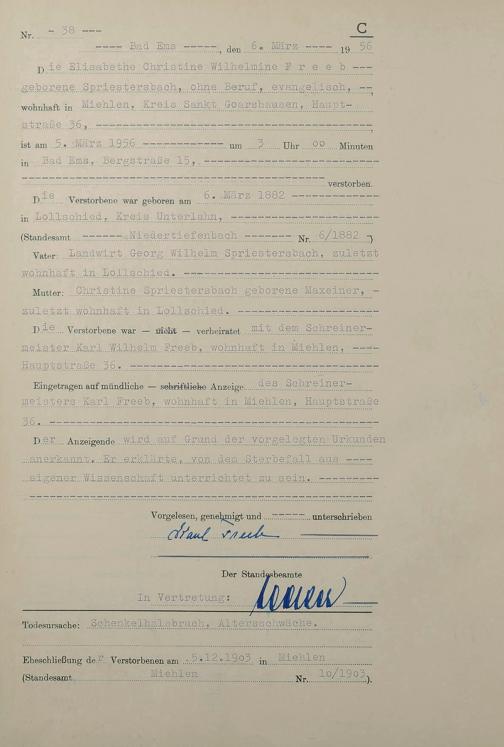 C
Nr. - 38 ---
---- Bad Ems -----, den 6. März ---- 19 56
Die Elisabethe Christine Wilhelmine F r e e b ---
geborene Spriestersbach, ohne Beruf, evangelisch, --,
wohnhaft in Miehlen, Kreis Sankt Goarshausen, Haupt-
straße 36, ---
ist am 5. März 1956 ------------ um 3 Uhr oo Minuten
in Bad Ems, Bergstraße 15, ---
--- verstorben.
Die Verstorbene war geboren am 6. März 1882 ---
in Lollschied, Kreis Unterlahn, ---
(Standesamt ------ Niedertiefenbach ------- Nr. 6/1882 -)
Vater: Landwirt Georg Wilhelm Spriestersbach, zuletzt
wohnhaft in Lollschied. ---
Mutter: Christine Spriestersbach geborene Maxeiner, -
zuletzt wohnhaft in Lollschied. ---
Die Verstorbene war — nicht — verheiratet mit dem Schreiner-
meister Karl Wilhelm Freeb, wohnhaft in Miehlen, ----
Hauptstraße 36. ---
Eingetragen auf mündliche — schriftliche Anzeige des Schreiner-
meisters Karl Freeb, wohnhaft in Miehlen, Hauptstraße
36. ---
Der Anzeigende wird auf Grund der vorgelegten Urkunden
anerkannt. Er erklärte, von dem Sterbefall aus ----
eigener Wissenschaft unterrichtet zu sein. ---
---
Vorgelesen, genehmigt und ----- unterschrieben
Karl Freeb
Der Standesbeamte
In Vertretung:
Todesursache: Schenkelhalsbruch, Altersschwäche.
Eheschließung der Verstorbenen am 5.12.1903 in Miehlen
(Standesamt Miehlen Nr. 10/1903).